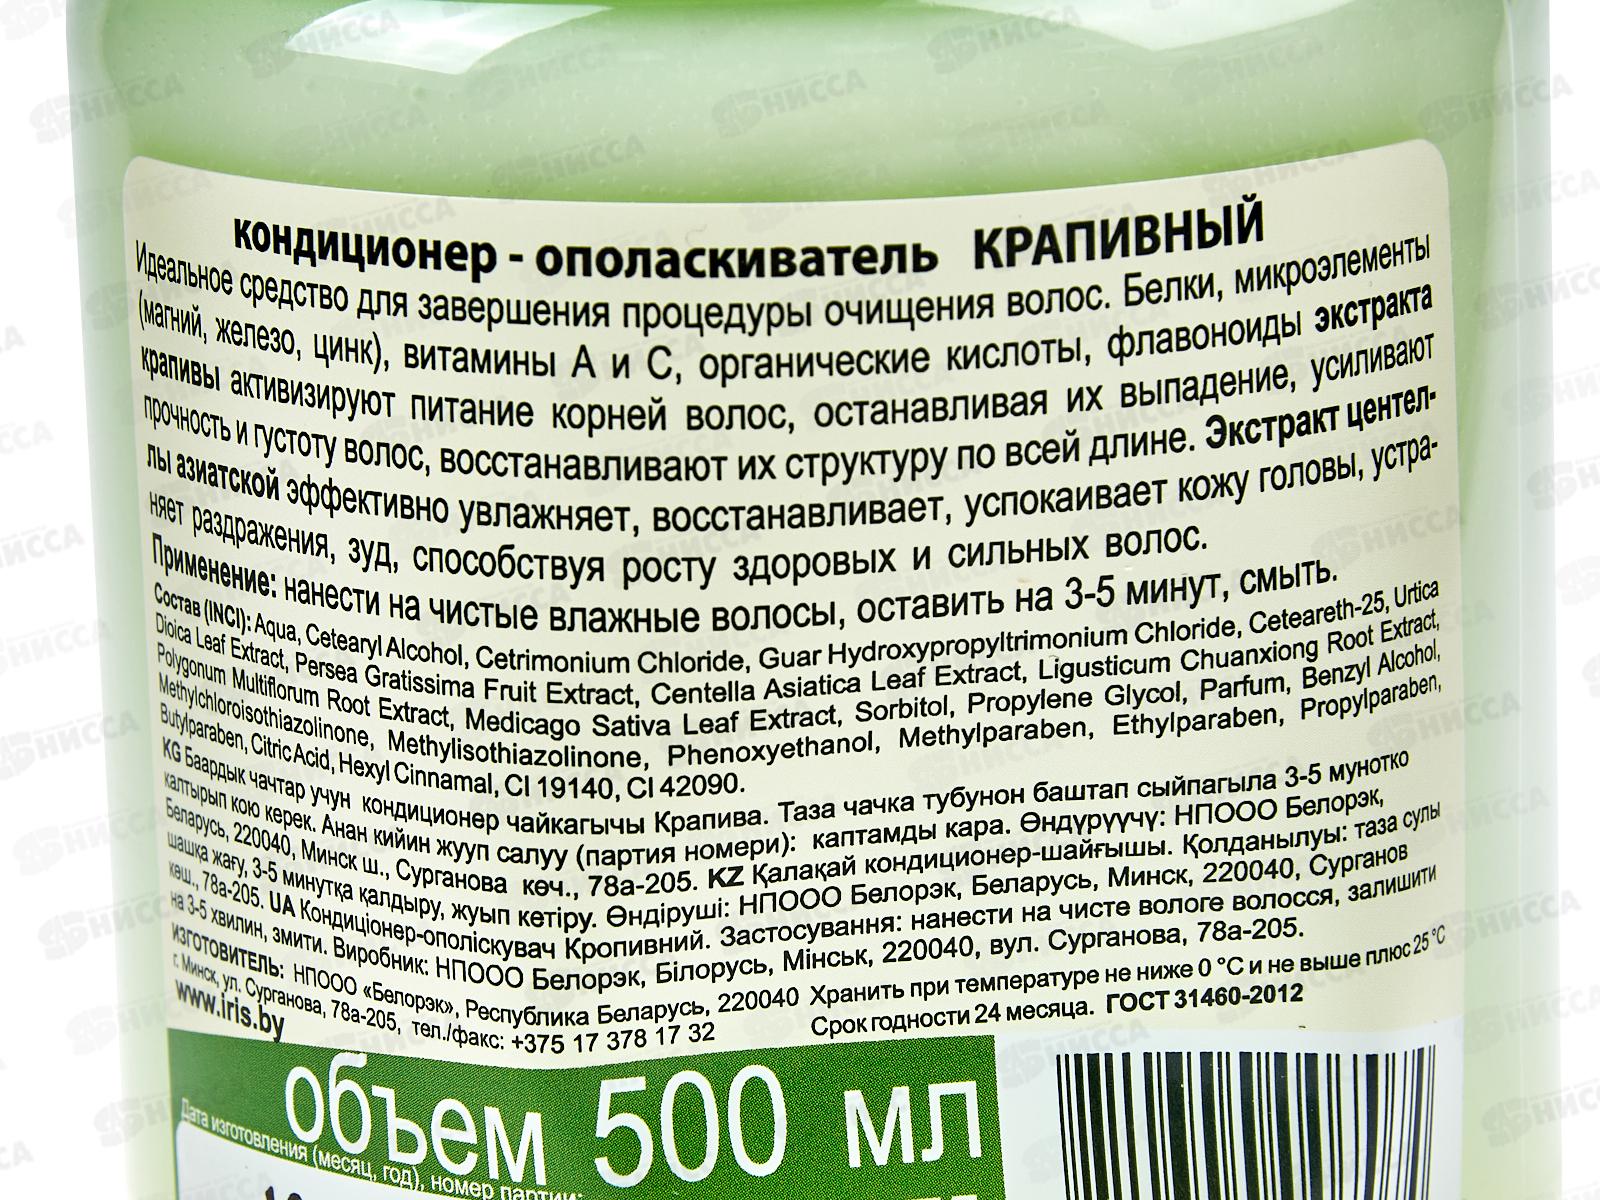 кондиционер - ополаскиватель КРАПИВНЫЙ
Идеальное средство для завершения процедуры очищения волос. Белки, микроэлементы
(магний, железо, цинк), витамины А и С, органические кислоты, флавоноиды экстракта
крапивы активизируют питание корней волос, останавливая их выпадение, усиливают
прочность и густоту волос, восстанавливают их структуру по всей длине. Экстракт центел-
лы азиатской эффективно увлажняет, восстанавливает, успокаивает кожу головы, устра-
няет раздражения, зуд, способствуя росту здоровых и сильных волос.
Применение: нанести на чистые влажные волосы, оставить на 3-5 минут, смыть.
Состав (INCI): Aqua, Cetearyl Alcohol, Cetrimonium Chloride, Guar Hydroxypropyltrimonium Chloride, Ceteareth-25, Urtica
Dioica Leaf Extract, Persea Gratissima Fruit Extract, Centella Asiatica Leaf Extract, Ligusticum Chuanxiong Root Extract,
Polygonum Multiflorum Root Extract, Medicago Sativa Leaf Extract, Sorbitol, Propylene Glycol, Parfum, Benzyl Alcohol,
Methylchloroisothiazolinone, Methylisothiazolinone, Phenoxyethanol, Methylparaben, Ethylparaben, Propylparaben,
Butylparaben, Citric Acid, Hexyl Cinnamal, CI 19140, CI 42090.
KG Баардык чачтар учун кондиционер чайкагычы Крапива. Таза чачка тубунон баштап сыйпагыла 3-5 мунотко
калтырып кою керек. Анан кийин жууп салуу (партия номери): каптамды кара. Өндүрүүчү: НПООО Белорэк,
Беларусь, 220040, Минск ш., Сурганова көч., 78а-205. KZ Қалақай кондиционер-шайғышы. Қолданылуы: таза сулы
шашқа жағу, 3-5 минутқа қалдыру, жуып кетіру. Өндіруші: НПООО Белорэк, Беларусь, Минск, 220040, Сурганов
көш., 78а-205. UA Кондиціонер-ополіскувач Кропивний. Застосування: нанести на чисте вологе волосся, залишити
на 3-5 хвилин, змити. Виробник: НПООО Белорэк, Білорусь, Мінськ, 220040, вул. Сурганова, 78а-205.
ИЗГОТОВИТЕЛЬ: НПООО «Белорэк», Республика Беларусь, 220040
г. Минск, ул. Сурганова, 78а-205, тел./факс: +375 17 378 17 32
www.iris.by
Хранить при температуре не ниже 0 °С и не выше плюс 25 °С
Срок годности 24 месяца. ГОСТ 31460-2012
объем 500 мл
Дата изготовления (месяц, год), номер партии:
НИССА